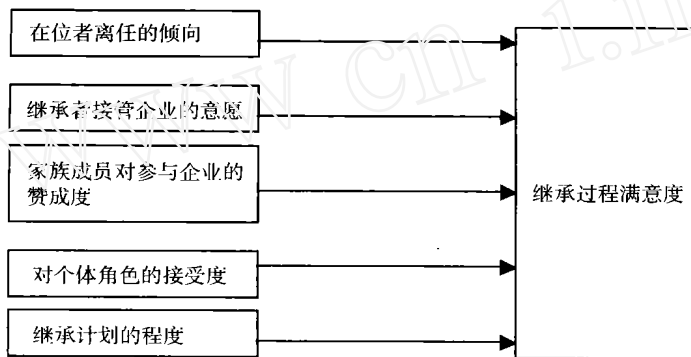 在位者离任的倾向
继承者接管企业的意愿
家族成员对参与企业的
赞成度
继承过程满意度
对个体角色的接受度
继承计划的程度